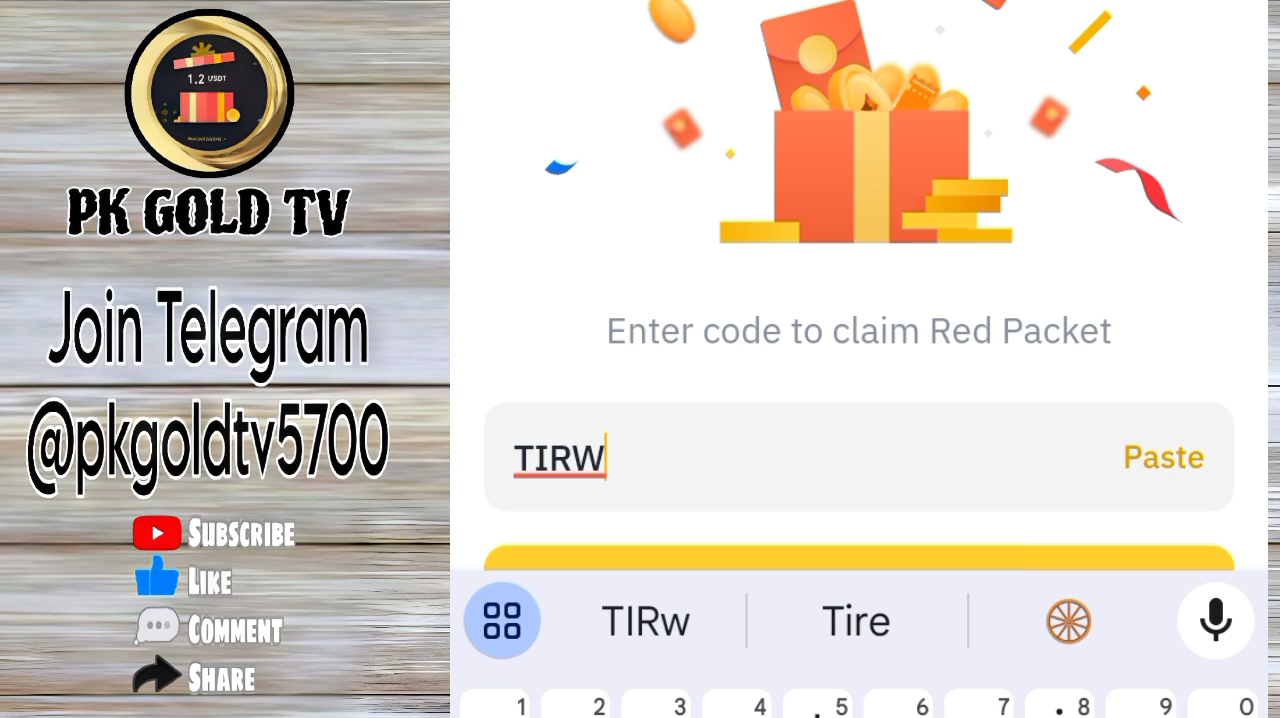 1.2 USDT
PK GOLD TV
Join Telegram
@pkgoldtv5700
SUBSCRIBE
LIKE
COMMENT
SHARE
Enter code to claim Red Packet
TIRW
Paste
TIRw Tire
1 2 3 4 5 6 7 8 9 0